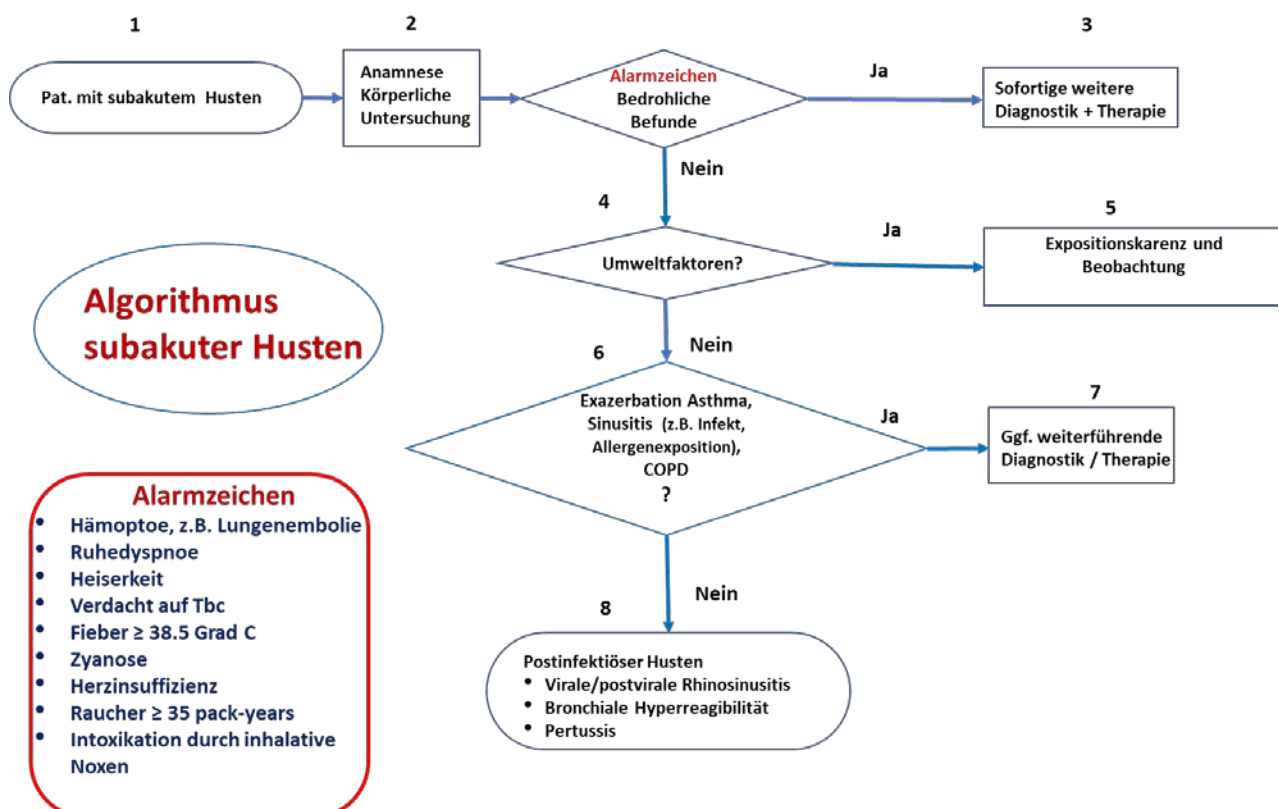 1
Pat. mit subakutem Husten
2
Anamnese
Körperliche
Untersuchung
Alarmzeichen
Bedrohliche
Befunde
Ja
3
Sofortige weitere
Diagnostik + Therapie
Nein
4
Umweltfaktoren?
Ja
5
Expositionskarenz und
Beobachtung
Nein
6
Exazerbation Asthma,
Sinusitis (z.B. Infekt,
Allergenexposition),
COPD
?
Ja
7
Ggf. weiterführende
Diagnostik / Therapie
Nein
8
Postinfektiöser Husten
• Virale/postvirale Rhinosinusitis
• Bronchiale Hyperreagibilität
• Pertussis
Algorithmus
subakuter Husten
Alarmzeichen
• Hämoptoe, z.B. Lungenembolie
• Ruhedyspnoe
• Heiserkeit
• Verdacht auf Tbc
• Fieber ≥ 38.5 Grad C
• Zyanose
• Herzinsuffizienz
• Raucher ≥ 35 pack-years
• Intoxikation durch inhalative
Noxen